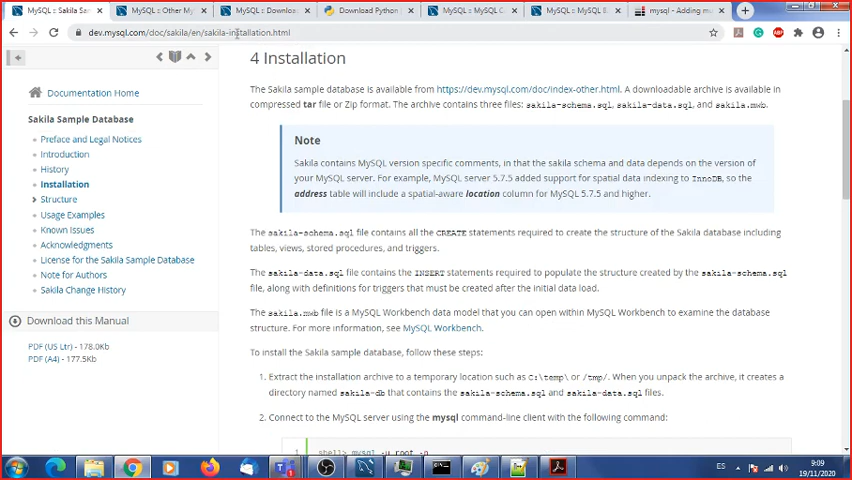 MySQL :: Sakila Sa
MySQL :: Other My
MySQL :: Downloa
Download Python
MySQL :: MySQL C
MySQL :: MySQL 8.
mysql - Adding mu
dev.mysql.com/doc/sakila/en/sakila-installation.html
Documentation Home
Sakila Sample Database
Preface and Legal Notices
Introduction
History
Installation
Structure
Usage Examples
Known Issues
Acknowledgments
License for the Sakila Sample Database
Note for Authors
Sakila Change History
Download this Manual
PDF (US Ltr) - 178.0Kb
PDF (A4) - 177.5Kb
4 Installation
The Sakila sample database is available from https://dev.mysql.com/doc/index-other.html. A downloadable archive is available in
compressed tar file or Zip format. The archive contains three files: sakila-schema.sql, sakila-data.sql, and sakila.mwb.
Note
Sakila contains MySQL version specific comments, in that the sakila schema and data depends on the version of
your MySQL server. For example, MySQL server 5.7.5 added support for spatial data indexing to InnoDB, so the
address table will include a spatial-aware location column for MySQL 5.7.5 and higher.
The sakila-schema.sql file contains all the CREATE statements required to create the structure of the Sakila database including
tables, views, stored procedures, and triggers.
The sakila-data.sql file contains the INSERT statements required to populate the structure created by the sakila-schema.sql
file, along with definitions for triggers that must be created after the initial data load.
The sakila.mwb file is a MySQL Workbench data model that you can open within MySQL Workbench to examine the database
structure. For more information, see MySQL Workbench.
To install the Sakila sample database, follow these steps:
1. Extract the installation archive to a temporary location such as C:\temp\ or /tmp/. When you unpack the archive, it creates a
directory named sakila-db that contains the sakila-schema.sql and sakila-data.sql files.
2. Connect to the MySQL server using the mysql command-line client with the following command:
1 shell> mysql -u root -p
ES
9:09
19/11/2020